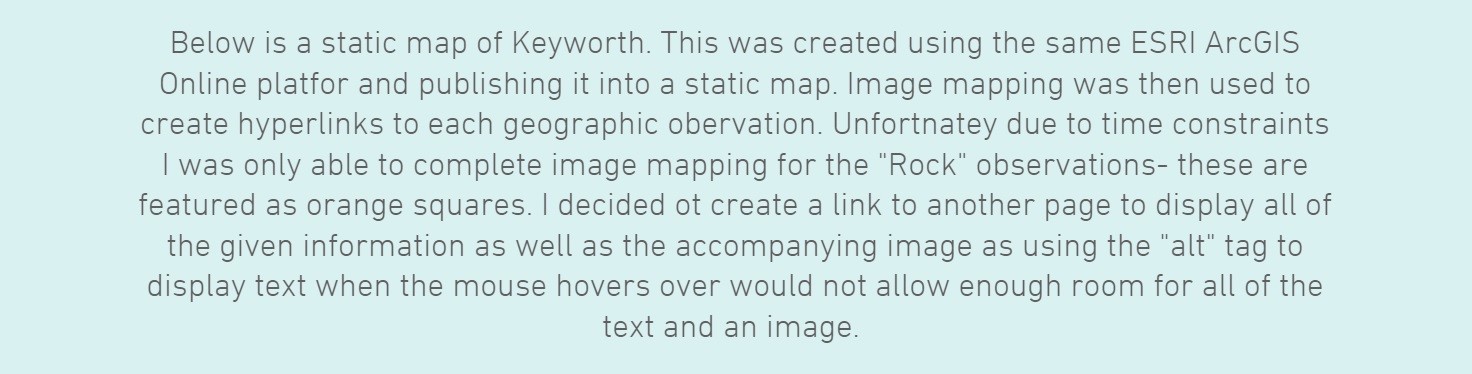 Below is a static map of Keyworth. This was created using the same ESRI ArcGIS
Online platfor and publishing it into a static map. Image mapping was then used to
create hyperlinks to each geographic obervation. Unfortnatey due to time constraints
I was only able to complete image mapping for the "Rock" observations- these are
featured as orange squares. I decided ot create a link to another page to display all of
the given information as well as the accompanying image as using the "alt" tag to
display text when the mouse hovers over would not allow enough room for all of the
text and an image.